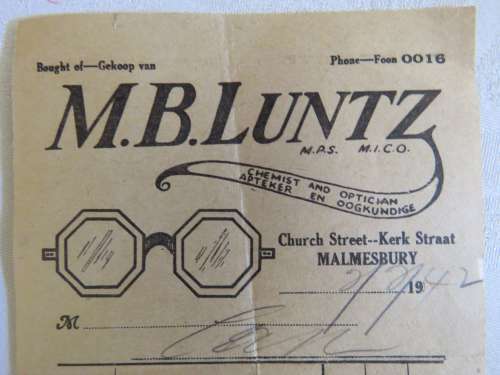 Bought of—Gekoop van Phone—Foon 0016
M.B. LUNTZ
M.P.S. M.I.C.O.
CHEMIST AND OPTICIAN
APTEKER EN OOGKUNDIGE
Church Street--Kerk Straat
MALMESBURY
1942
M